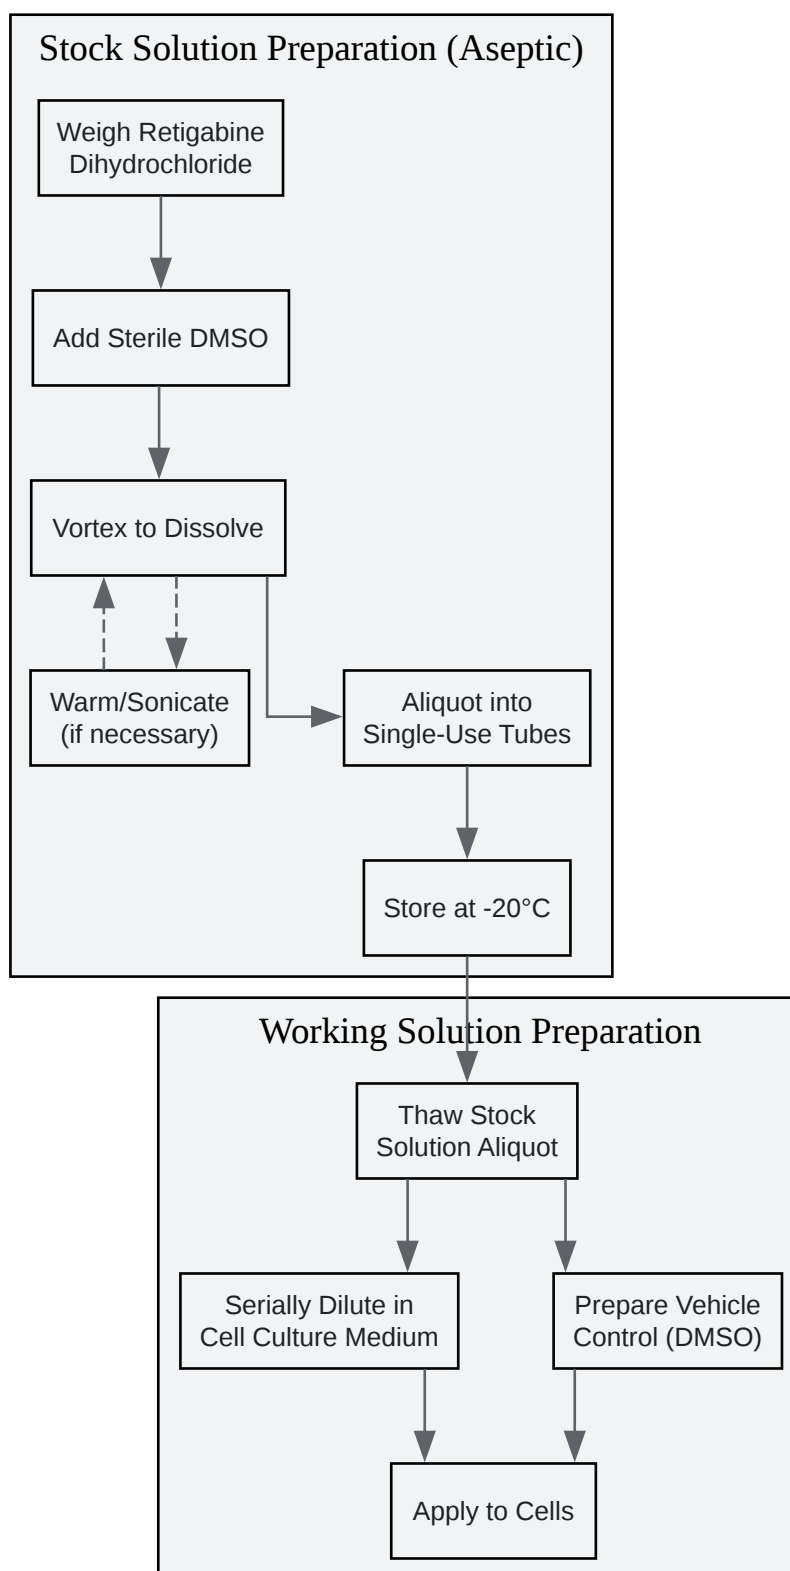 Stock Solution Preparation (Aseptic)
Weigh Retigabine
Dihydrochloride
Add Sterile DMSO
Vortex to Dissolve
Warm/Sonicate
(if necessary)
Aliquot into
Single-Use Tubes
Store at -20°C
Working Solution Preparation
Thaw Stock
Solution Aliquot
Serially Dilute in
Cell Culture Medium
Prepare Vehicle
Control (DMSO)
Apply to Cells